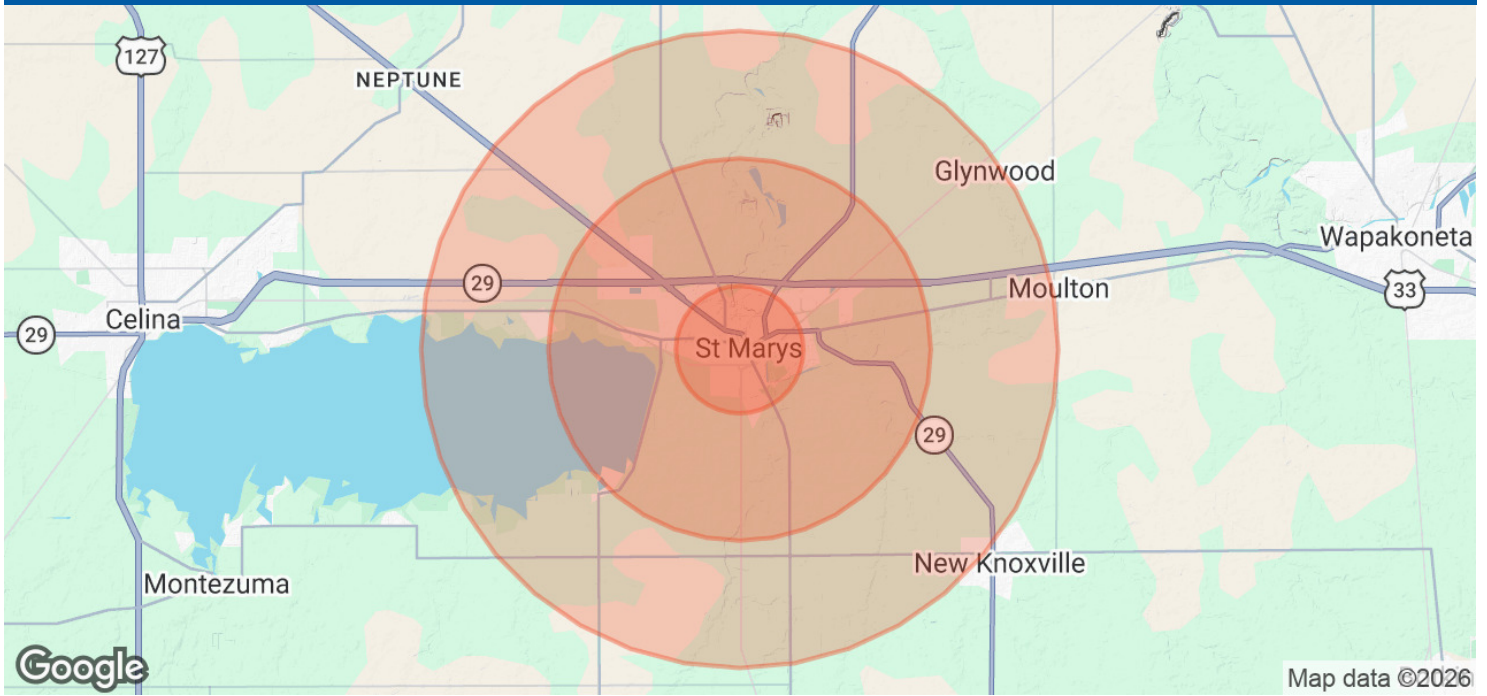 127
NEPTUNE
Glynwood
Wapakoneta
29
Moulton
33
Celina
29
St Marys
29
New Knoxville
Montezuma
Google
Map data ©2026